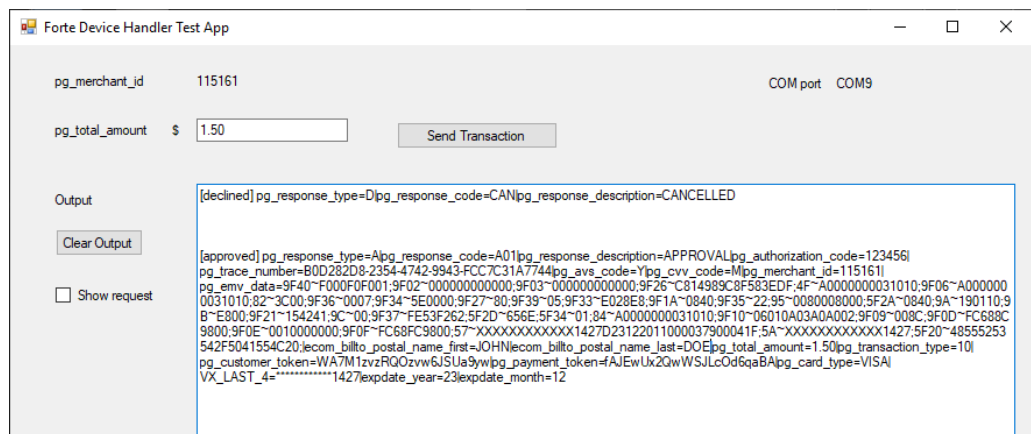 Forte Device Handler Test App
pg_merchant_id 115161 COM port COM9
pg_total_amount $ 1.50 Send Transaction
Output
Clear Output
Show request
[declined] pg_response_type=D|pg_response_code=CAN|pg_response_description=CANCELLED
[approved] pg_response_type=A|pg_response_code=A01|pg_response_description=APPROVAL|pg_authorization_code=123456|
pg_trace_number=B0D282D8-2354-4742-9943-FCC7C31A7744|pg_avs_code=Y|pg_cvv_code=M|pg_merchant_id=115161|
pg_emv_data=9F40~F000F0F001;9F02~000000000000;9F03~000000000000;9F26~C814989C8F583EDF;4F~A0000000031010;9F06~A000000
0031010;82~3C00;9F36~0007;9F34~5E0000;9F27~80;9F39~05;9F33~E028E8;9F1A~0840;9F35~22;95~0080008000;5F2A~0840;9A~190110;9
B~E800;9F21~154241;9C~00;9F37~FE53F262;5F2D~656E;5F34~01;84~A0000000031010;9F10~06010A03A0A002;9F09~008C;9F0D~FC688C
9800;9F0E~0010000000;9F0F~FC68FC9800;57~XXXXXXXXXXXX1427D23122011000037900041F;5A~XXXXXXXXXXXX1427;5F20~48555253
542F5041554C20;|ecom_billto_postal_name_first=JOHN|ecom_billto_postal_name_last=DOE|pg_total_amount=1.50|pg_transaction_type=10|
pg_customer_token=WA7M1zvzRQOzvw6JSUa9yw|pg_payment_token=fAJEwUx2QwWSJLcOd6qaBA|pg_card_type=VISA|
VX_LAST_4=************1427|expdate_year=23|expdate_month=12